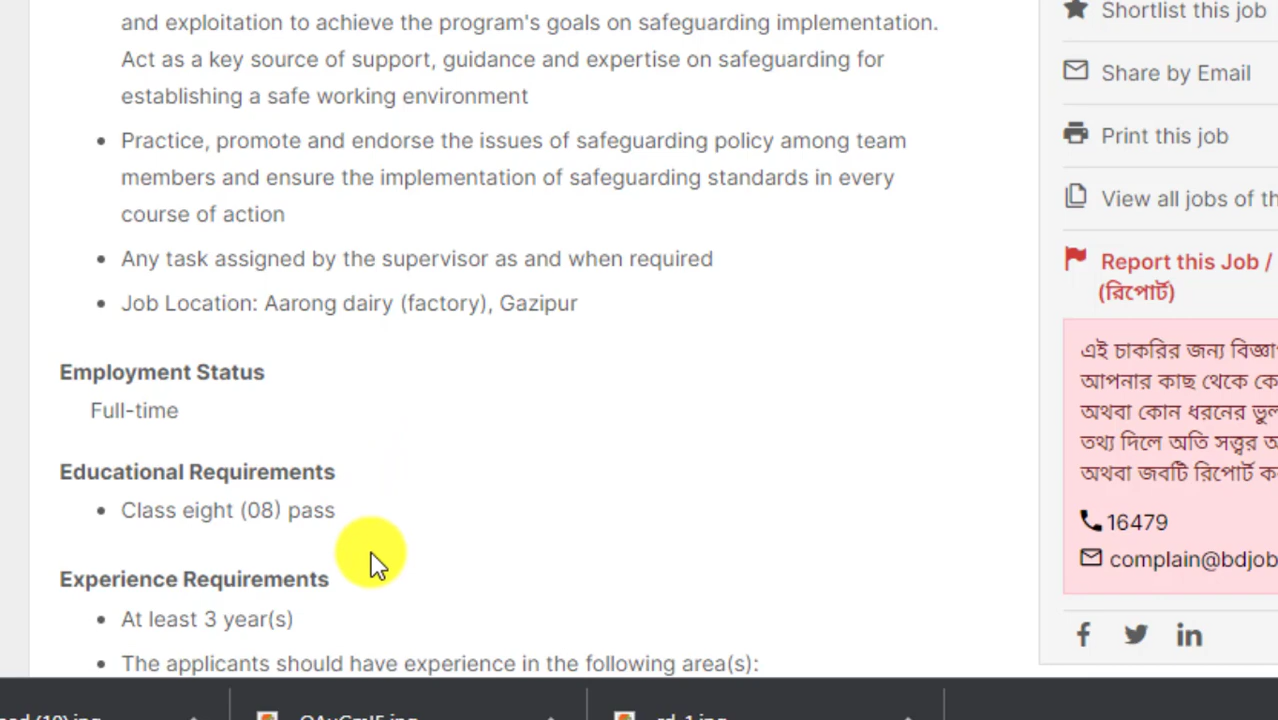 and exploitation to achieve the program's goals on safeguarding implementation.
Act as a key source of support, guidance and expertise on safeguarding for
establishing a safe working environment
Practice, promote and endorse the issues of safeguarding policy among team
members and ensure the implementation of safeguarding standards in every
course of action
Any task assigned by the supervisor as and when required
Job Location: Aarong dairy (factory), Gazipur
Employment Status
Full-time
Educational Requirements
Class eight (08) pass
Experience Requirements
At least 3 year(s)
The applicants should have experience in the following area(s):
Shortlist this job
Share by Email
Print this job
View all jobs of
Report this Job /
(রিপোর্ট)
এই চাকরির জন্য
আপনার কাছ থেকে
অথবা কোন ধরনের
তথ্য দিলে অতি সত্ত্বর
অথবা জবটি রিপোর্ট
16479
complain@bdjob